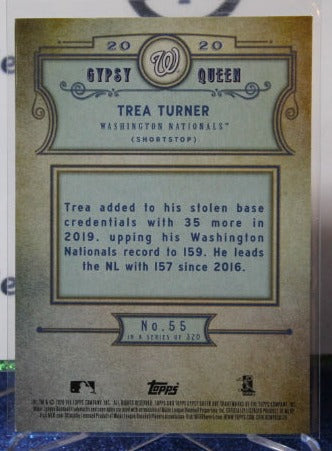 20 W 20
GYPSY QUEEN
TREA TURNER
WASHINGTON NATIONALS™
(SHORTSTOP)
Trea added to his stolen base
credentials with 35 more in
2019, upping his Washington
Nationals record to 159. He leads
the NL with 157 since 2016.
No. 55
IN A SERIES OF 320
Topps